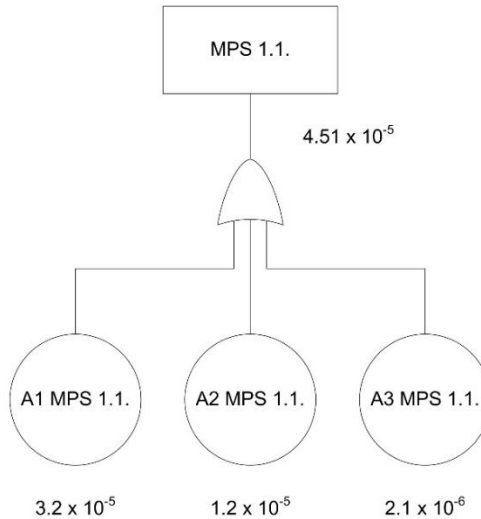 MPS 1.1.
4.51 x 10⁻⁵
A1 MPS 1.1.
A2 MPS 1.1.
A3 MPS 1.1.
3.2 x 10⁻⁵
1.2 x 10⁻⁵
2.1 x 10⁻⁶